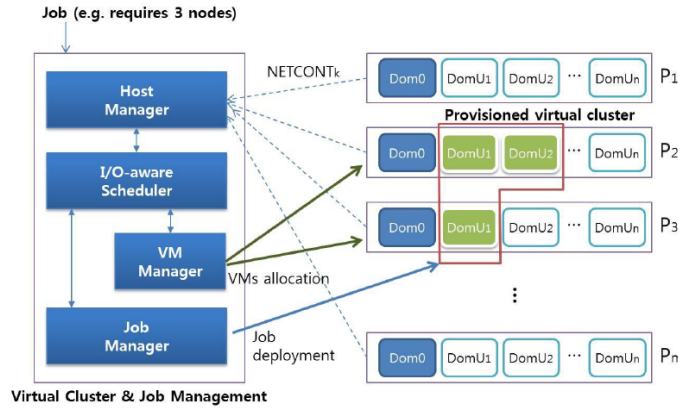 Job (e.g. requires 3 nodes)
Host
Manager
I/O-aware
Scheduler
VM
Manager
Job
Manager
Virtual Cluster & Job Management
NETCONTk
VMs allocation
Job
deployment
Dom0 DomU1 DomU2 ... DomUn P1
Provisioned virtual cluster
Dom0 DomU1 DomU2 ... DomUn P2
Dom0 DomU1 DomU2 ... DomUn P3
⋮
Dom0 DomU1 DomU2 ... DomUn Pn